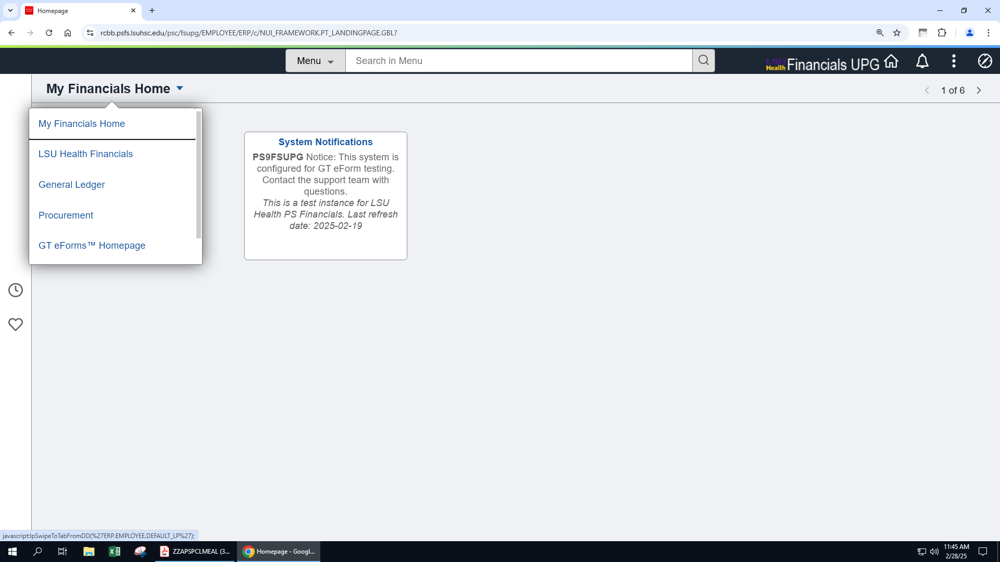 Homepage
rcbb.psfs.lsuhsc.edu/psc/fsupg/EMPLOYEE/ERP/c/NUI_FRAMEWORK.PT_LANDINGPAGE.GBL?
Menu
Search in Menu
LSU Health Financials UPG
My Financials Home
1 of 6
My Financials Home
LSU Health Financials
General Ledger
Procurement
GT eForms™ Homepage
System Notifications
PS9FSUPG Notice: This system is
configured for GT eForm testing.
Contact the support team with
questions.
This is a test instance for LSU
Health PS Financials. Last refresh
date: 2025-02-19
javascript:lpSwipeToTabFromDD(%27ERP.EMPLOYEE.DEFAULT_LP%27);
ZZAPSPCLMEAL (3...
Homepage - Googl...
11:45 AM
2/28/25